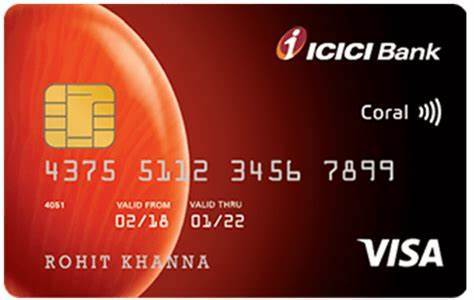 ICICI Bank
Coral
4375 5112 3456 7899
4051 VALID FROM VALID THRU
02/18 01/22
ROHIT KHANNA VISA